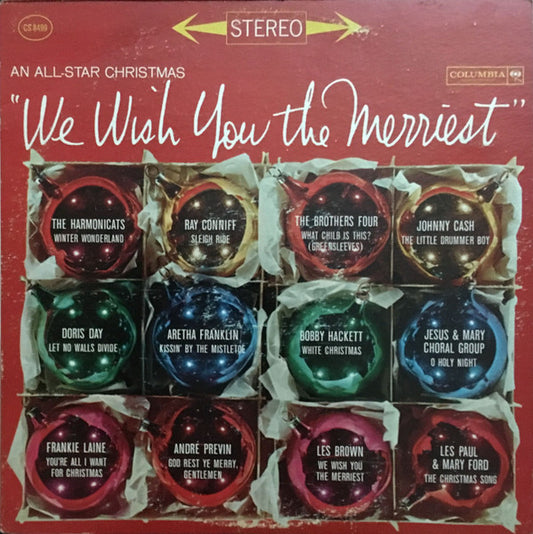 CS 8499
STEREO
AN ALL-STAR CHRISTMAS
COLUMBIA
"We Wish You the Merriest"
THE HARMONICATS
WINTER WONDERLAND
RAY CONNIFF
SLEIGH RIDE
THE BROTHERS FOUR
WHAT CHILD IS THIS?
(GREENSLEEVES)
JOHNNY CASH
THE LITTLE DRUMMER BOY
DORIS DAY
LET NO WALLS DIVIDE
ARETHA FRANKLIN
KISSIN' BY THE MISTLETOE
BOBBY HACKETT
WHITE CHRISTMAS
JESUS & MARY
CHORAL GROUP
O HOLY NIGHT
FRANKIE LAINE
YOU'RE ALL I WANT
FOR CHRISTMAS
ANDRÉ PREVIN
GOD REST YE MERRY,
GENTLEMEN
LES BROWN
WE WISH YOU
THE MERRIEST
LES PAUL
& MARY FORD
THE CHRISTMAS SONG